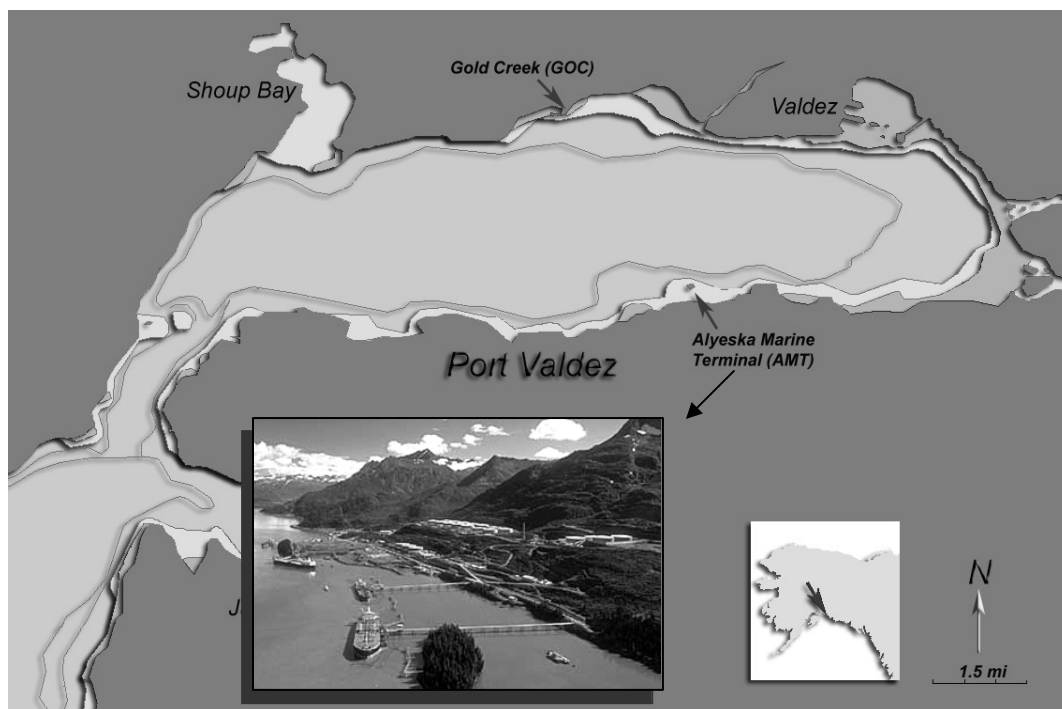 Gold Creek (GOC)
Shoup Bay
Valdez
Alyeska Marine
Terminal (AMT)
Port Valdez
N
1.5 mi